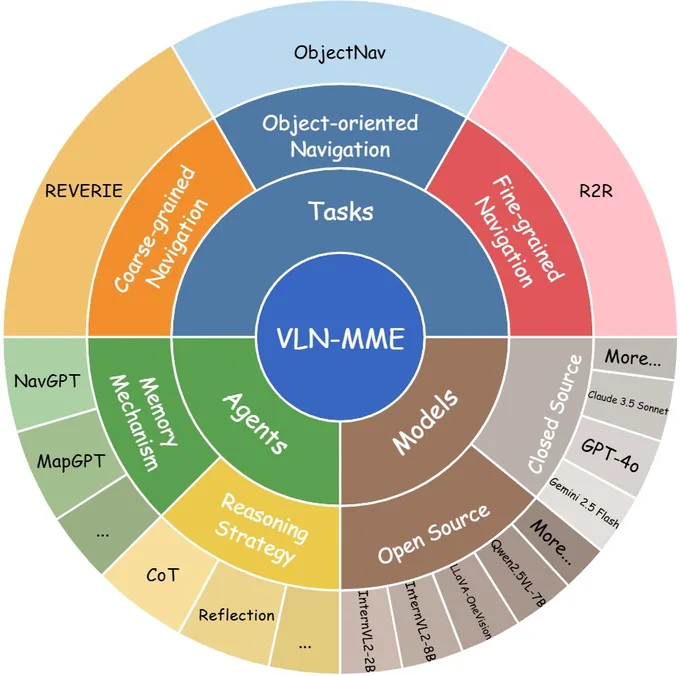 ObjectNav
Object-oriented
Navigation
REVERIE
Coarse-grained
Navigation
Tasks
Fine-grained
Navigation
R2R
VLN-MME
NavGPT
MapGPT
...
Memory
Mechanism
Agents
Reasoning
Strategy
CoT
Reflection
...
Models
Closed Source
More...
Claude 3.5 Sonnet
GPT-4o
Gemini 2.5 Flash
Open Source
More...
Qwen2.5VL-7B
LLaVA-OneVision
InternVL2-8B
InternVL2-2B